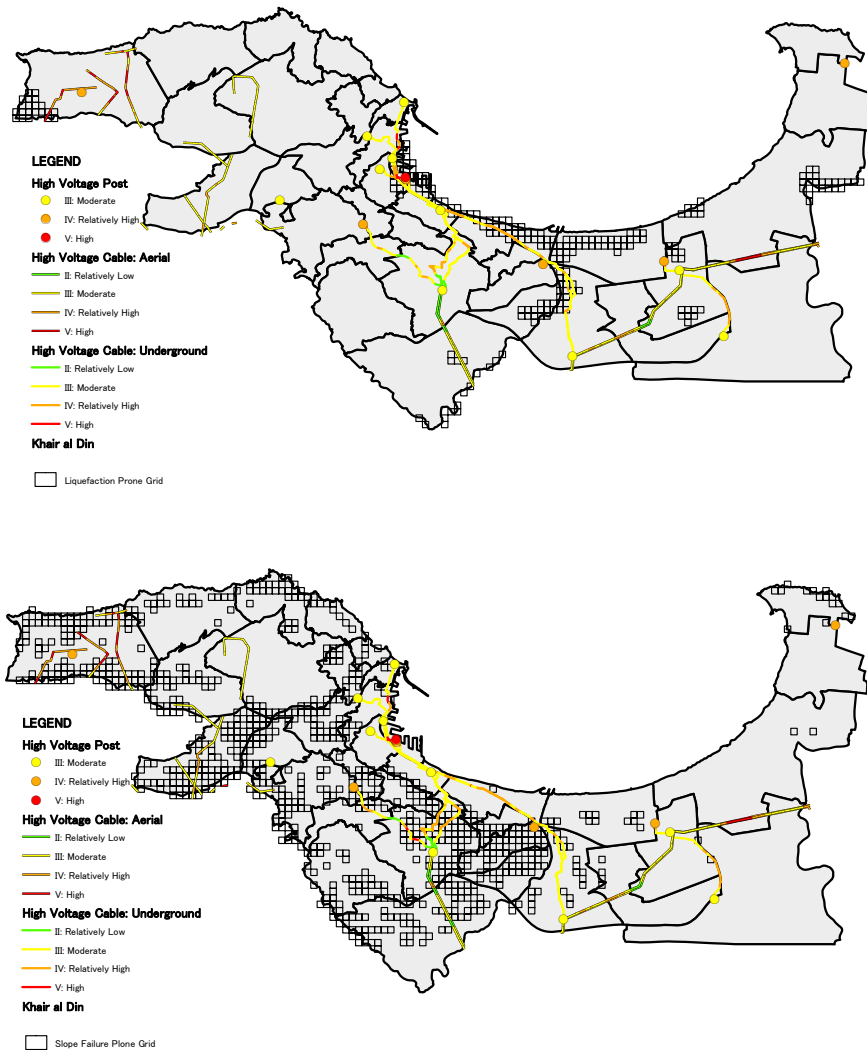 LEGEND
High Voltage Post
III: Moderate
IV: Relatively High
V: High
High Voltage Cable: Aerial
II: Relatively Low
III: Moderate
IV: Relatively High
V: High
High Voltage Cable: Underground
II: Relatively Low
III: Moderate
IV: Relatively High
V: High
Khair al Din
Liquefaction Prone Grid
LEGEND
High Voltage Post
III: Moderate
IV: Relatively High
V: High
High Voltage Cable: Aerial
II: Relatively Low
III: Moderate
IV: Relatively High
V: High
High Voltage Cable: Underground
II: Relatively Low
III: Moderate
IV: Relatively High
V: High
Khair al Din
Slope Failure Plone Grid